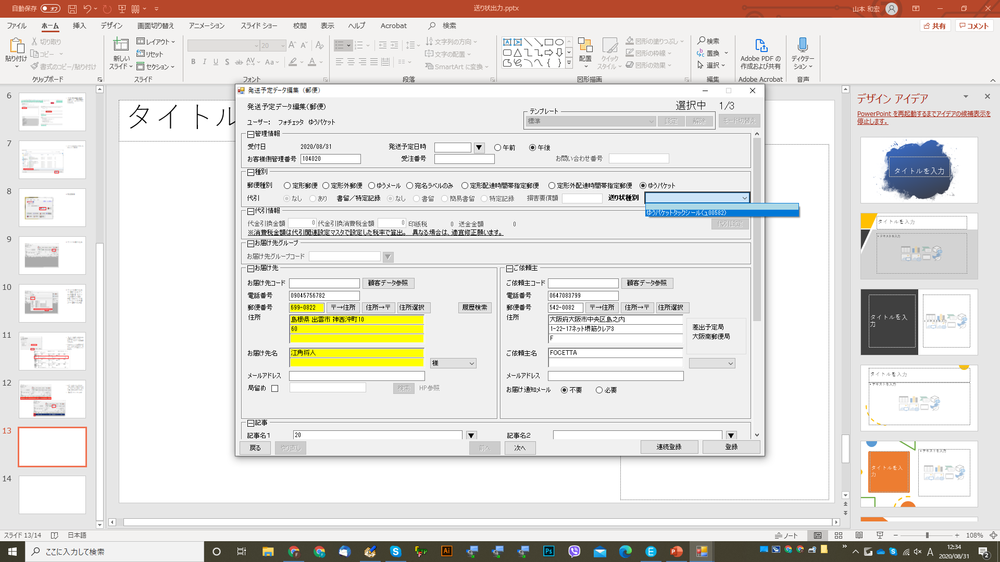 自動保存 オフ
送り状出力.pptx
山本 和宏
ファイル ホーム 挿入 デザイン 画面切り替え アニメーション スライド ショー 校閲 表示 ヘルプ Acrobat 検索
共有 コメント
貼り付け
切り取り
コピー
書式のコピー/貼り付け
クリップボード
新しい
スライド
レイアウト
リセット
セクション
スライド
20
フォント
文字列の方向
文字の配置
SmartArt に変換
段落
配置
クイック
スタイル
図形の塗りつぶし
図形の枠線
図形の効果
図形描画
検索
置換
選択
編集
Adobe PDF の
作成および共有
Adobe Acrobat
ディクテー
ション
音声
6
7
8
9
10
11
12
13
14
タイトル
発送予定データ編集（郵便）
発送予定データ編集(郵便)
選択中 1/3
ユーザー: フォチェッタ ゆうパケット
テンプレート
標準 設定 解除 モード切替え
管理情報
受付日 2020/08/31 発送予定日時 午前 午後
お客様側管理番号 104020 受注番号 お問い合わせ番号
種別
郵便種別 定形郵便 定形外郵便 ゆうメール 宛名ラベルのみ 定形配達時間帯指定郵便 定形外配達時間帯指定郵便 ゆうパケット
代引 なし あり 書留／特定記録 なし 書留 簡易書留 特定記録 損害要償額 送り状種別
ゆうパケットタックシール(ュ00582)
代引情報
代金引換金額 0 代金引換消費税金額 0 印紙税 0 送金金額 0 代引設定
※消費税金額は代引関連設定マスタで設定した税率で算出。 異なる場合は、適宜修正願います。
お届け先グループ
お届け先グループコード
お届け先
お届け先コード 顧客データ参照
電話番号 09045756782
郵便番号 699-0822 〒→住所 住所→〒 住所選択 履歴検索
住所 島根県 出雲市 神西沖町10
60
お届け先名 江角将人
様
メールアドレス
局留め 検索 HP参照
ご依頼主
ご依頼主コード 顧客データ参照
電話番号 0647083799
郵便番号 542-0082 〒→住所 住所→〒 住所選択
住所 大阪府大阪市中央区島之内
1-22-17ネット堺筋クレア3
F
差出予定局
大阪南郵便局
ご依頼主名 FOCETTA
メールアドレス
お届け通知メール 不要 必要
記事
記事名1 20 記事名2
戻る やり直し 前へ 次へ 連続登録 登録
デザイン アイデア
PowerPoint を再起動するまでアイデアの候補表示を
停止します。
タイトルを入力
タイトルを入力
• テキストを入力
タイトルを入
力
• テキストを入力
タイトルを入力
• テキストを入力
タイトルを入
力
• テキストを入力
スライド 13/14 日本語
ノート 108%
ここに入力して検索
A
12:34
2020/08/31
2